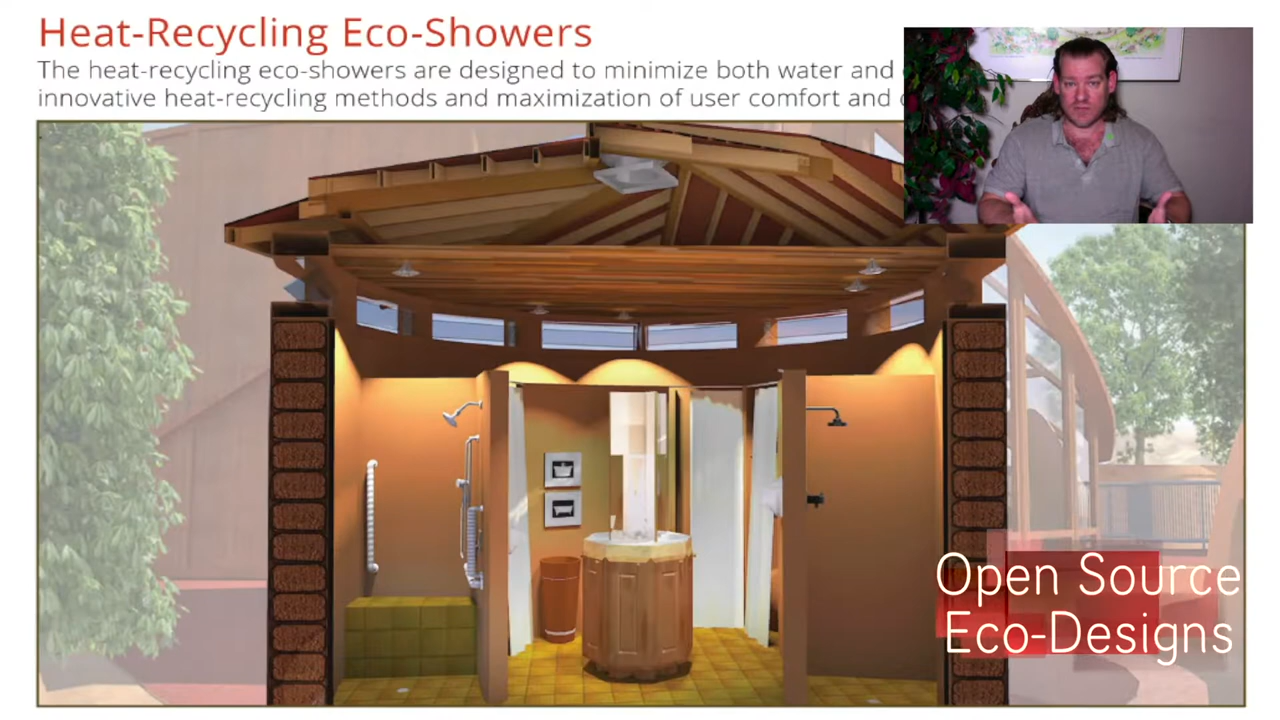 Heat-Recycling Eco-Showers
The heat-recycling eco-showers are designed to minimize both water and
innovative heat-recycling methods and maximization of user comfort and
Open Source
Eco-Designs